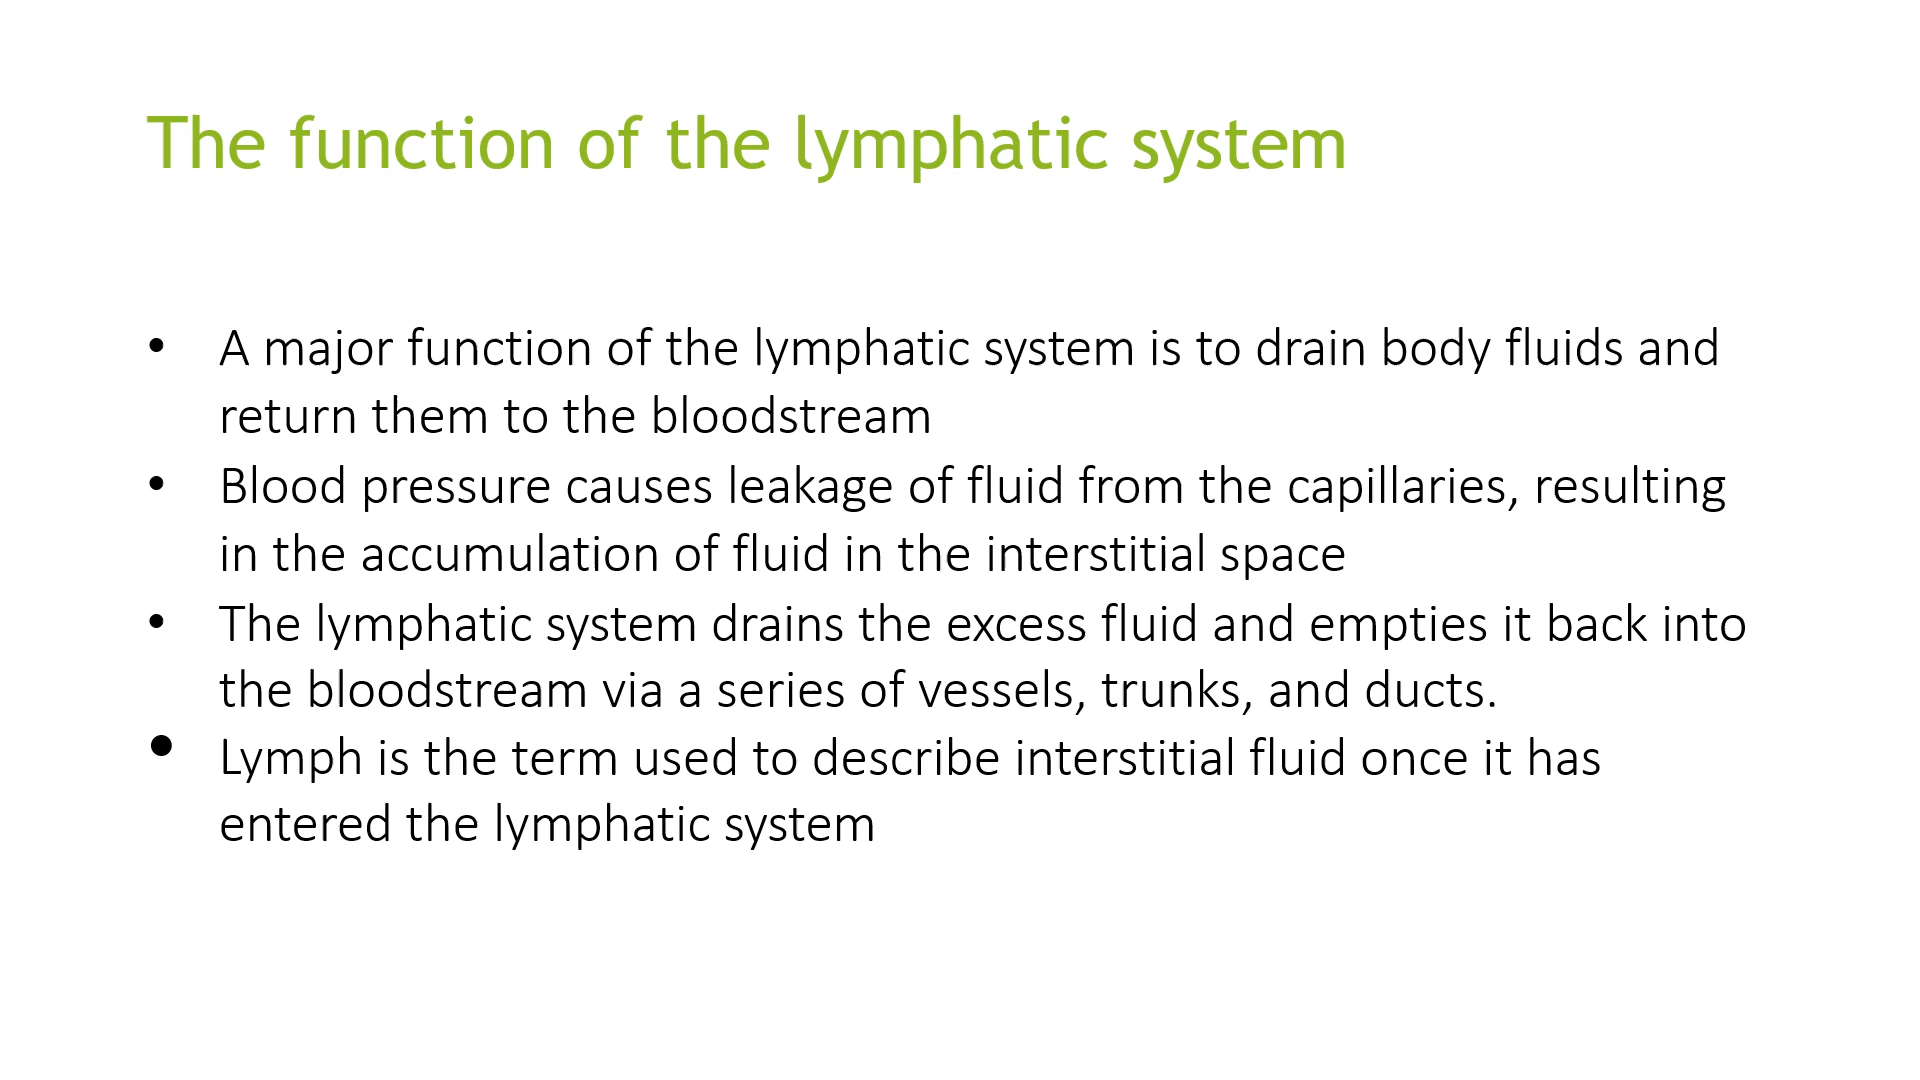 The function of the lymphatic system
• A major function of the lymphatic system is to drain body fluids and
return them to the bloodstream
• Blood pressure causes leakage of fluid from the capillaries, resulting
in the accumulation of fluid in the interstitial space
• The lymphatic system drains the excess fluid and empties it back into
the bloodstream via a series of vessels, trunks, and ducts.
• Lymph is the term used to describe interstitial fluid once it has
entered the lymphatic system